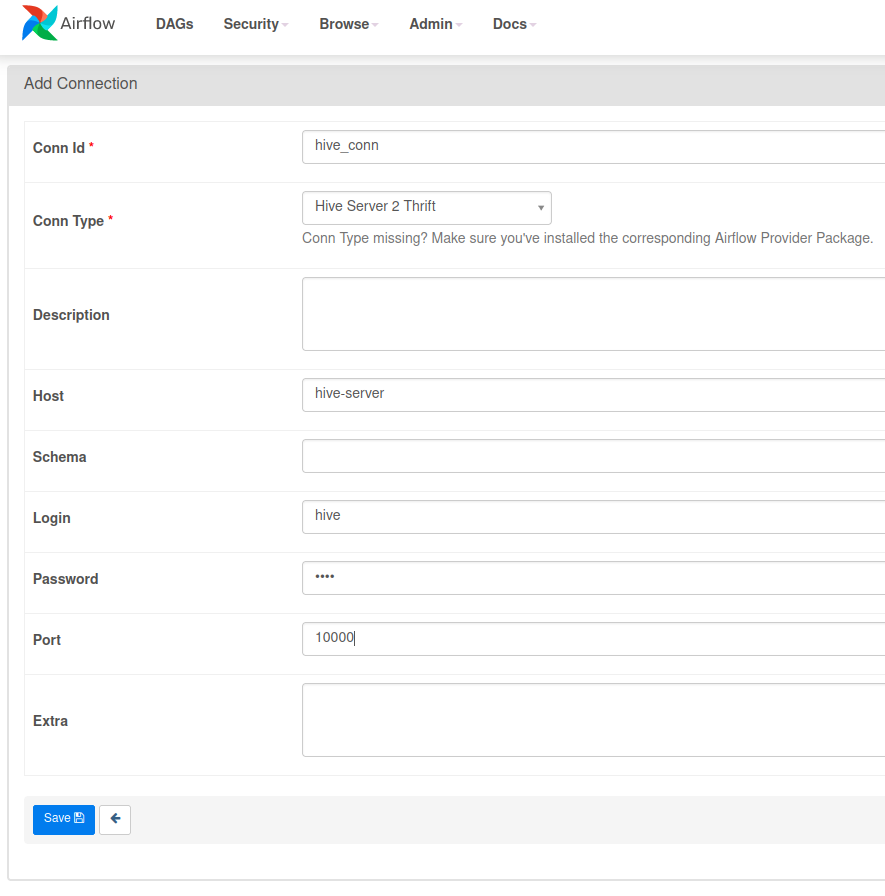 Airflow DAGs Security Browse Admin Docs
Add Connection
Conn Id * hive_conn
Conn Type * Hive Server 2 Thrift
Conn Type missing? Make sure you've installed the corresponding Airflow Provider Package.
Description
Host hive-server
Schema
Login hive
Password ••••
Port 10000
Extra
Save